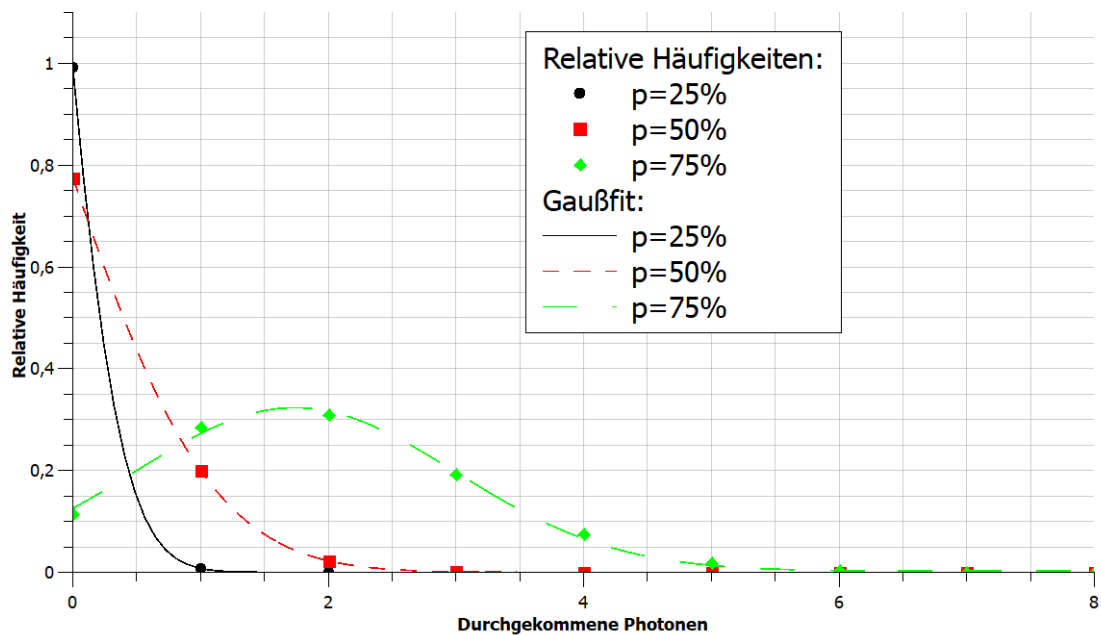 Relative Häufigkeiten:
p=25%
p=50%
p=75%
Gaußfit:
p=25%
p=50%
p=75%
Relative Häufigkeit
1
0,8
0,6
0,4
0,2
0
0 2 4 6 8
Durchgekommene Photonen